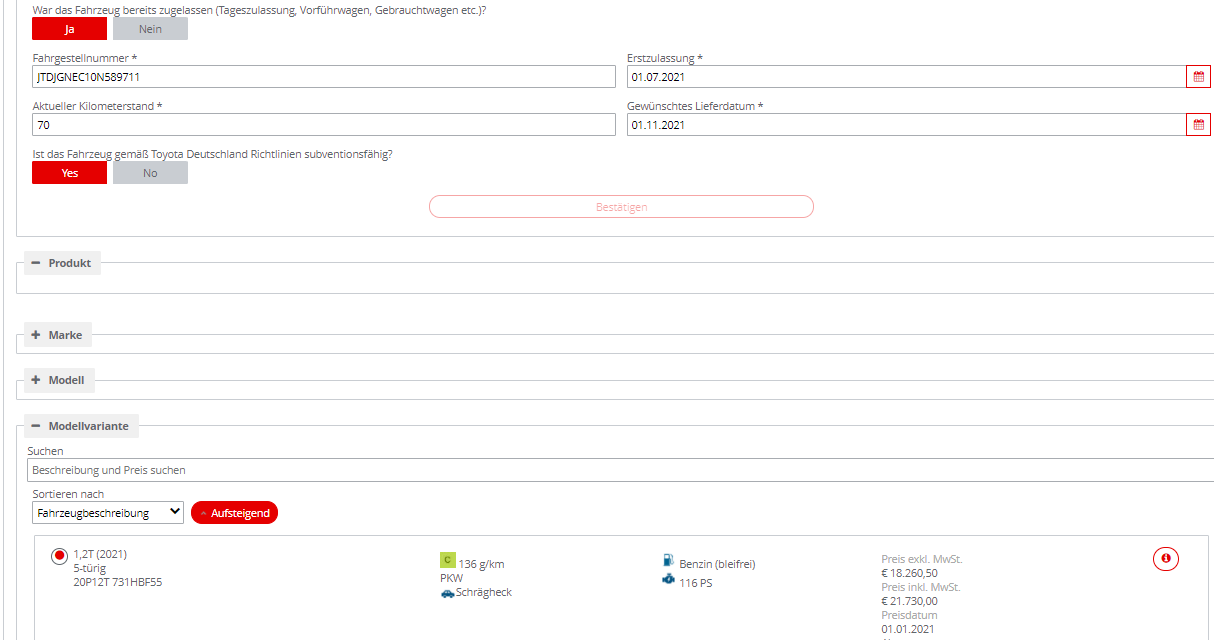 War das Fahrzeug bereits zugelassen (Tageszulassung, Vorführwagen, Gebrauchtwagen etc.)?
Ja Nein
Fahrgestellnummer * Erstzulassung *
JTDJGNEC10N589711 01.07.2021
Aktueller Kilometerstand * Gewünschtes Lieferdatum *
70 01.11.2021
Ist das Fahrzeug gemäß Toyota Deutschland Richtlinien subventionsfähig?
Yes No
Bestätigen
Produkt
Marke
Modell
Modellvariante
Suchen
Beschreibung und Preis suchen
Sortieren nach
Fahrzeugbeschreibung Aufsteigend
1,2T (2021)
5-türig
20P12T 731HBF55
C 136 g/km
PKW
Schrägheck
Benzin (bleifrei)
116 PS
Preis exkl. MwSt.
€ 18.260,50
Preis inkl. MwSt.
€ 21.730,00
Preisdatum
01.01.2021